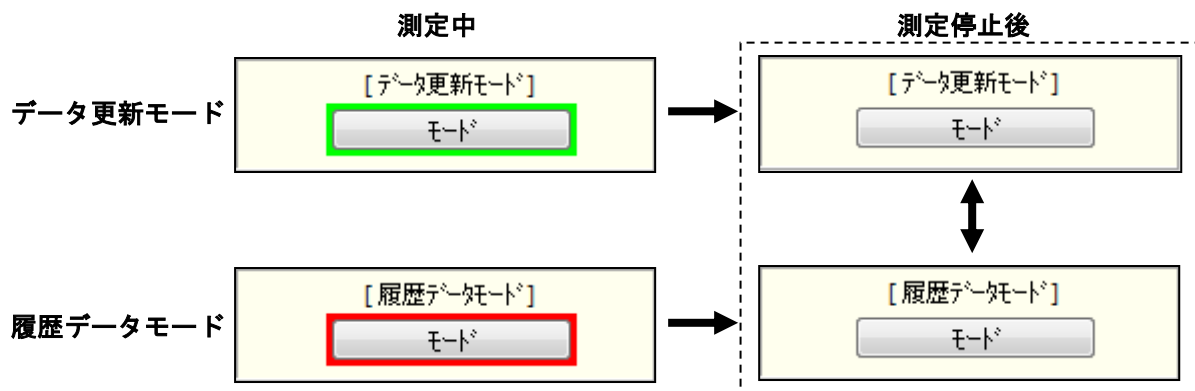 測定中
測定停止後
データ更新モード
[ﾃﾞｰﾀ更新ﾓｰﾄﾞ]
ﾓｰﾄﾞ
[ﾃﾞｰﾀ更新ﾓｰﾄﾞ]
ﾓｰﾄﾞ
履歴データモード
[履歴ﾃﾞｰﾀﾓｰﾄﾞ]
ﾓｰﾄﾞ
[履歴ﾃﾞｰﾀﾓｰﾄﾞ]
ﾓｰﾄﾞ